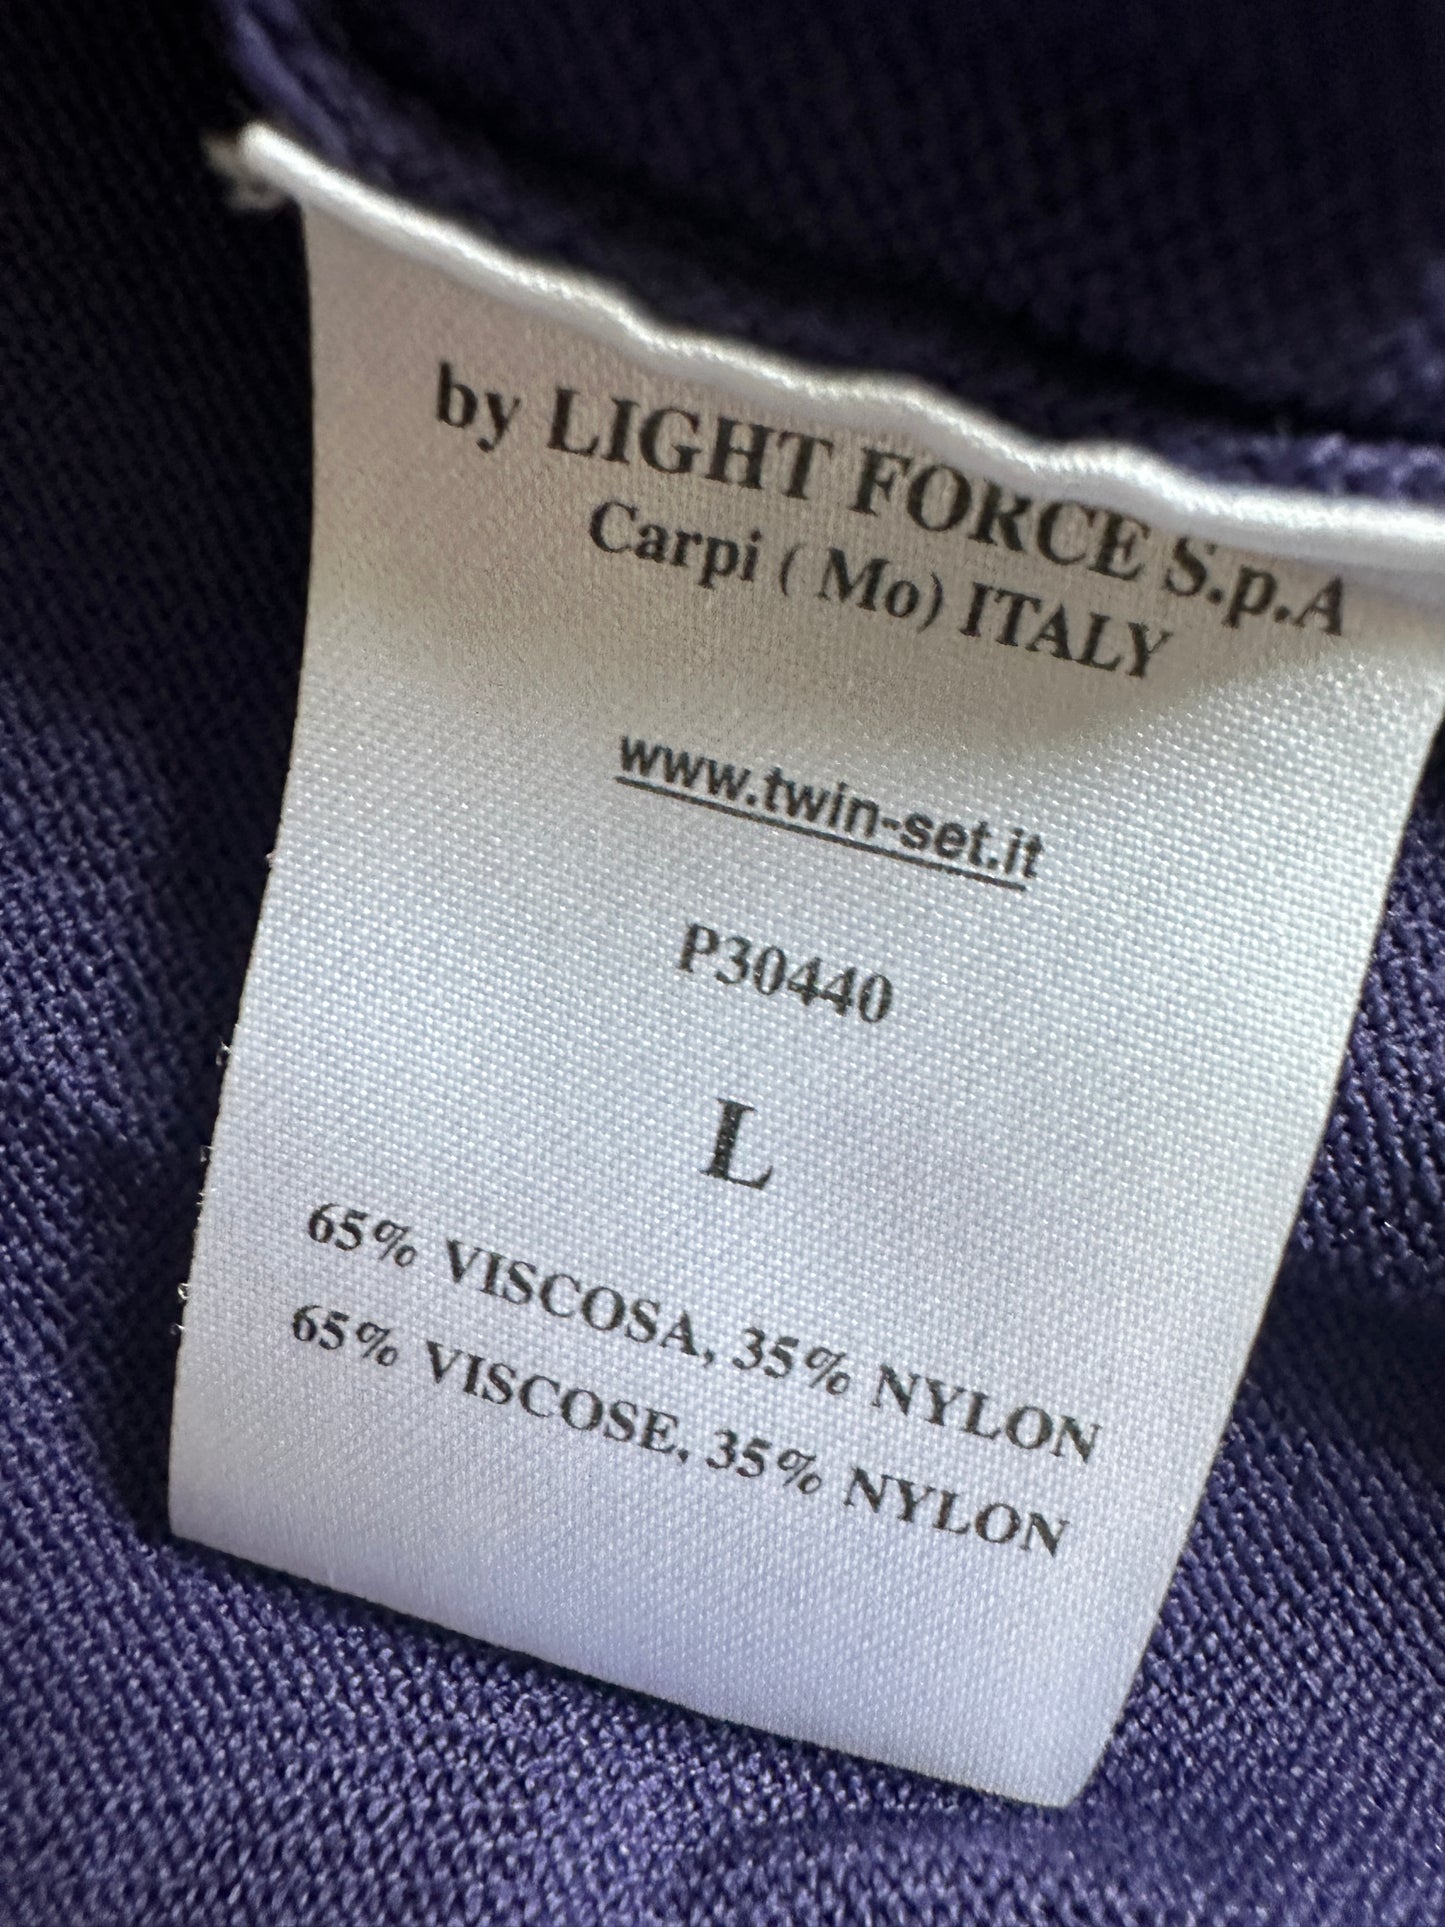 by LIGHT FORCE S.p.A
Carpi ( Mo) ITALY
www.twin-set.it
P30440
L
65% VISCOSA, 35% NYLON
65% VISCOSE, 35% NYLON